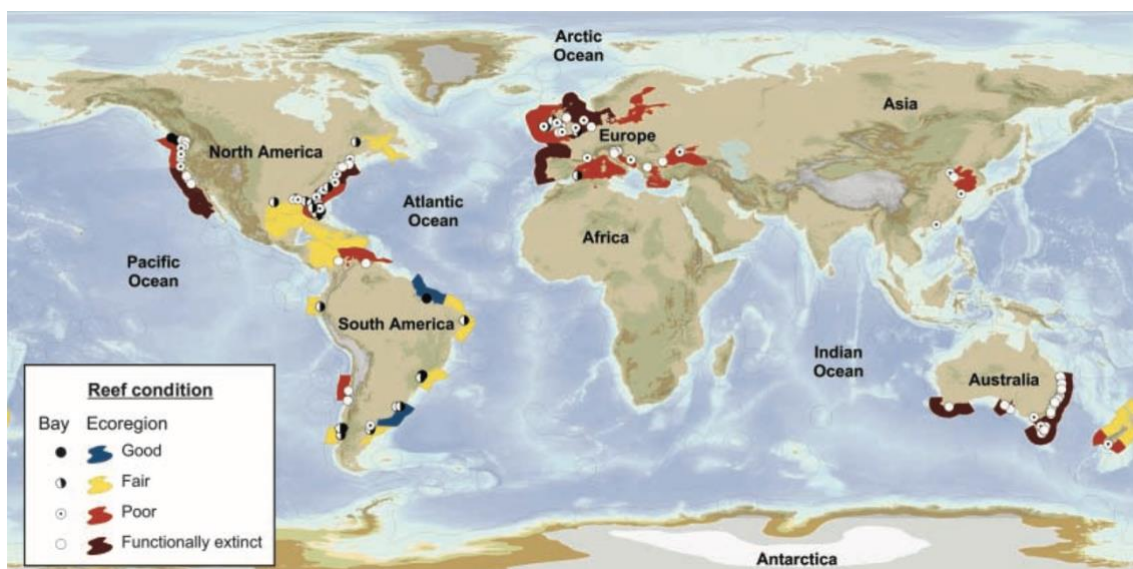 Arctic
Ocean
Asia
Europe
North America
Atlantic
Ocean
Africa
Pacific
Ocean
South America
Indian
Ocean
Australia
Reef condition
Bay Ecoregion
Good
Fair
Poor
Functionally extinct
Antarctica